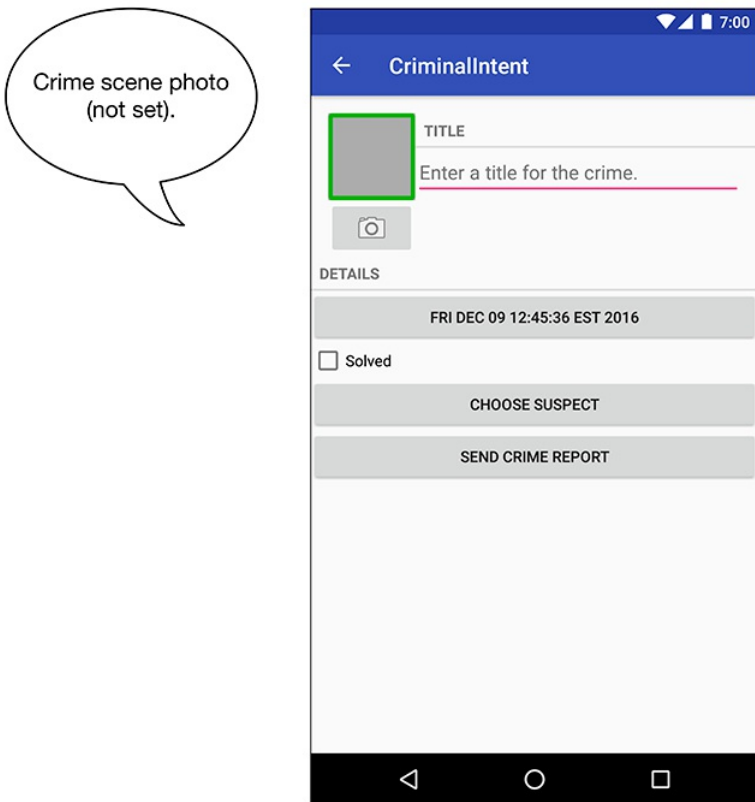 Crime scene photo
(not set).
7:00
CriminalIntent
TITLE
Enter a title for the crime.
DETAILS
FRI DEC 09 12:45:36 EST 2016
Solved
CHOOSE SUSPECT
SEND CRIME REPORT